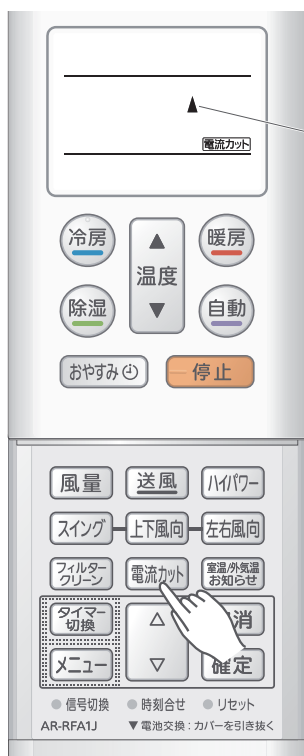 電流カット
冷房
温度
暖房
除湿
自動
おやすみ
停止
風量
送風
ハイパワー
スイング
上下風向
左右風向
フィルター
クリーン
電流カット
室温/外気温
お知らせ
タイマー
切換
消
メニュー
確定
信号切換
時刻合せ
リセット
AR-RFA1J
▼電池交換:カバーを引き抜く